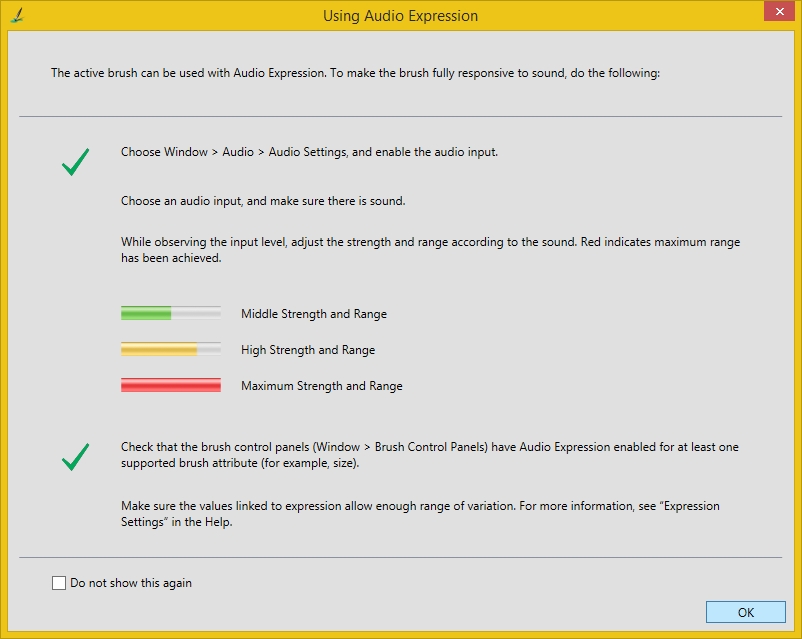 Using Audio Expression
The active brush can be used with Audio Expression. To make the brush fully responsive to sound, do the following:
Choose Window > Audio > Audio Settings, and enable the audio input.
Choose an audio input, and make sure there is sound.
While observing the input level, adjust the strength and range according to the sound. Red indicates maximum range
has been achieved.
Middle Strength and Range
High Strength and Range
Maximum Strength and Range
Check that the brush control panels (Window > Brush Control Panels) have Audio Expression enabled for at least one
supported brush attribute (for example, size).
Make sure the values linked to expression allow enough range of variation. For more information, see “Expression
Settings” in the Help.
Do not show this again
OK